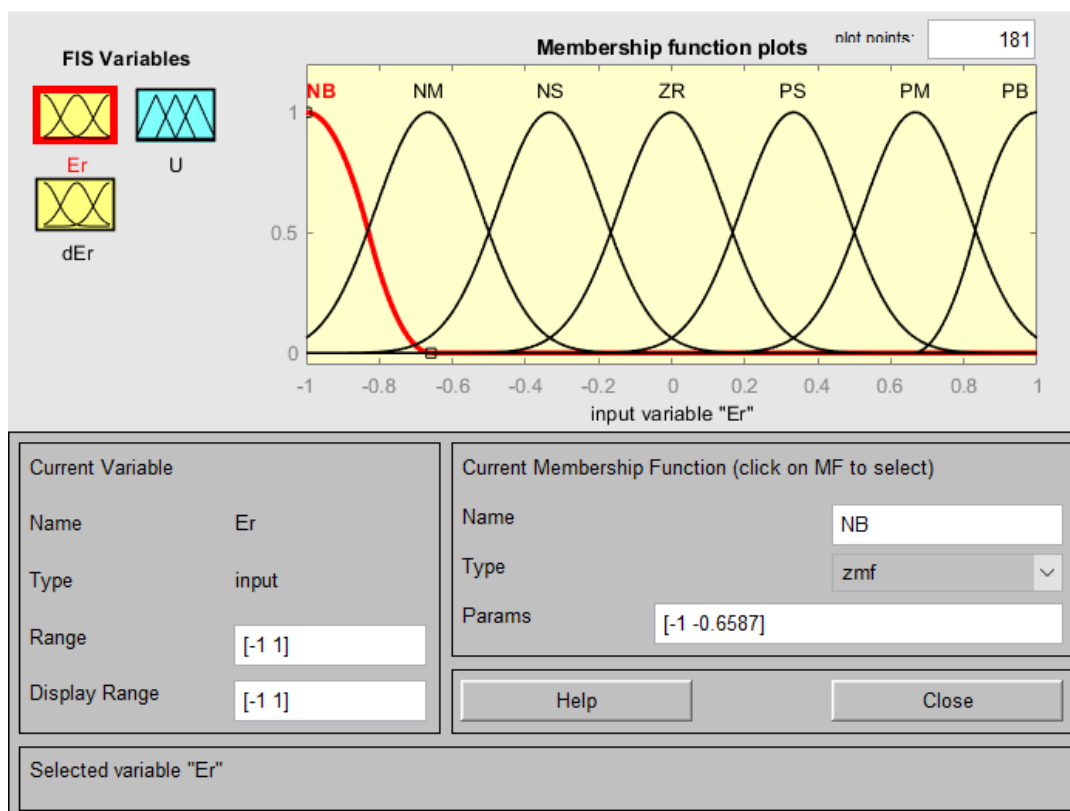 FIS Variables
Er
U
dEr
Membership function plots
plot points:
181
NB
NM
NS
ZR
PS
PM
PB
1
0.5
0
-1
-0.8
-0.6
-0.4
-0.2
0
0.2
0.4
0.6
0.8
1
input variable "Er"
Current Variable
Name
Er
Type
input
Range
[-1 1]
Display Range
[-1 1]
Current Membership Function (click on MF to select)
Name
NB
Type
zmf
Params
[-1 -0.6587]
Help
Close
Selected variable "Er"